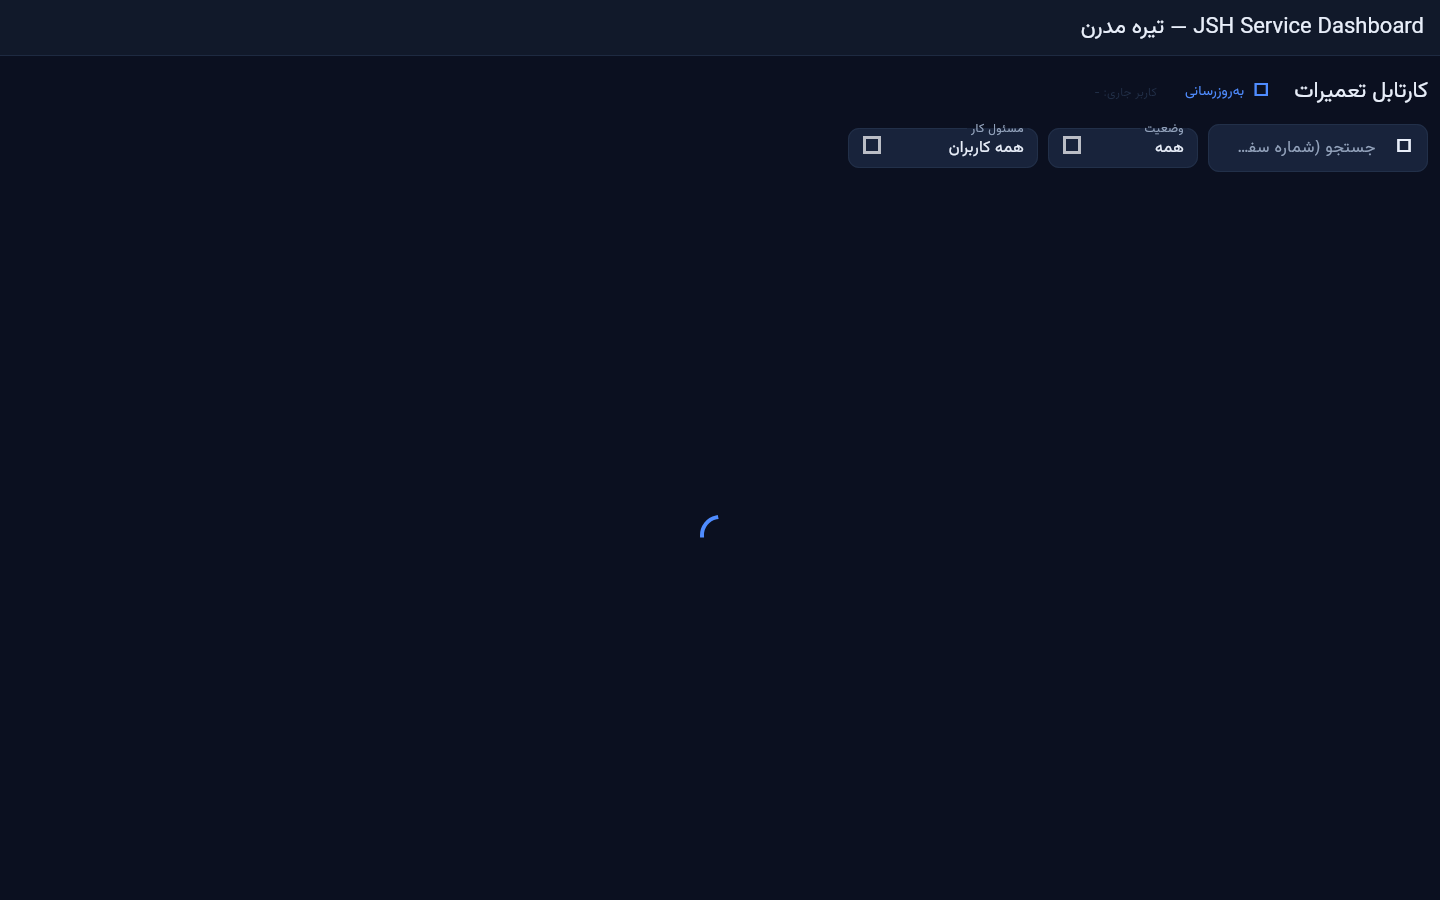 JSH Service Dashboard — تیره مدرن
کارتابل تعمیرات
به‌روزرسانی
کاربر جاری: -
جستجو (شماره سف...
وضعیت
همه
مسئول کار
همه کاربران